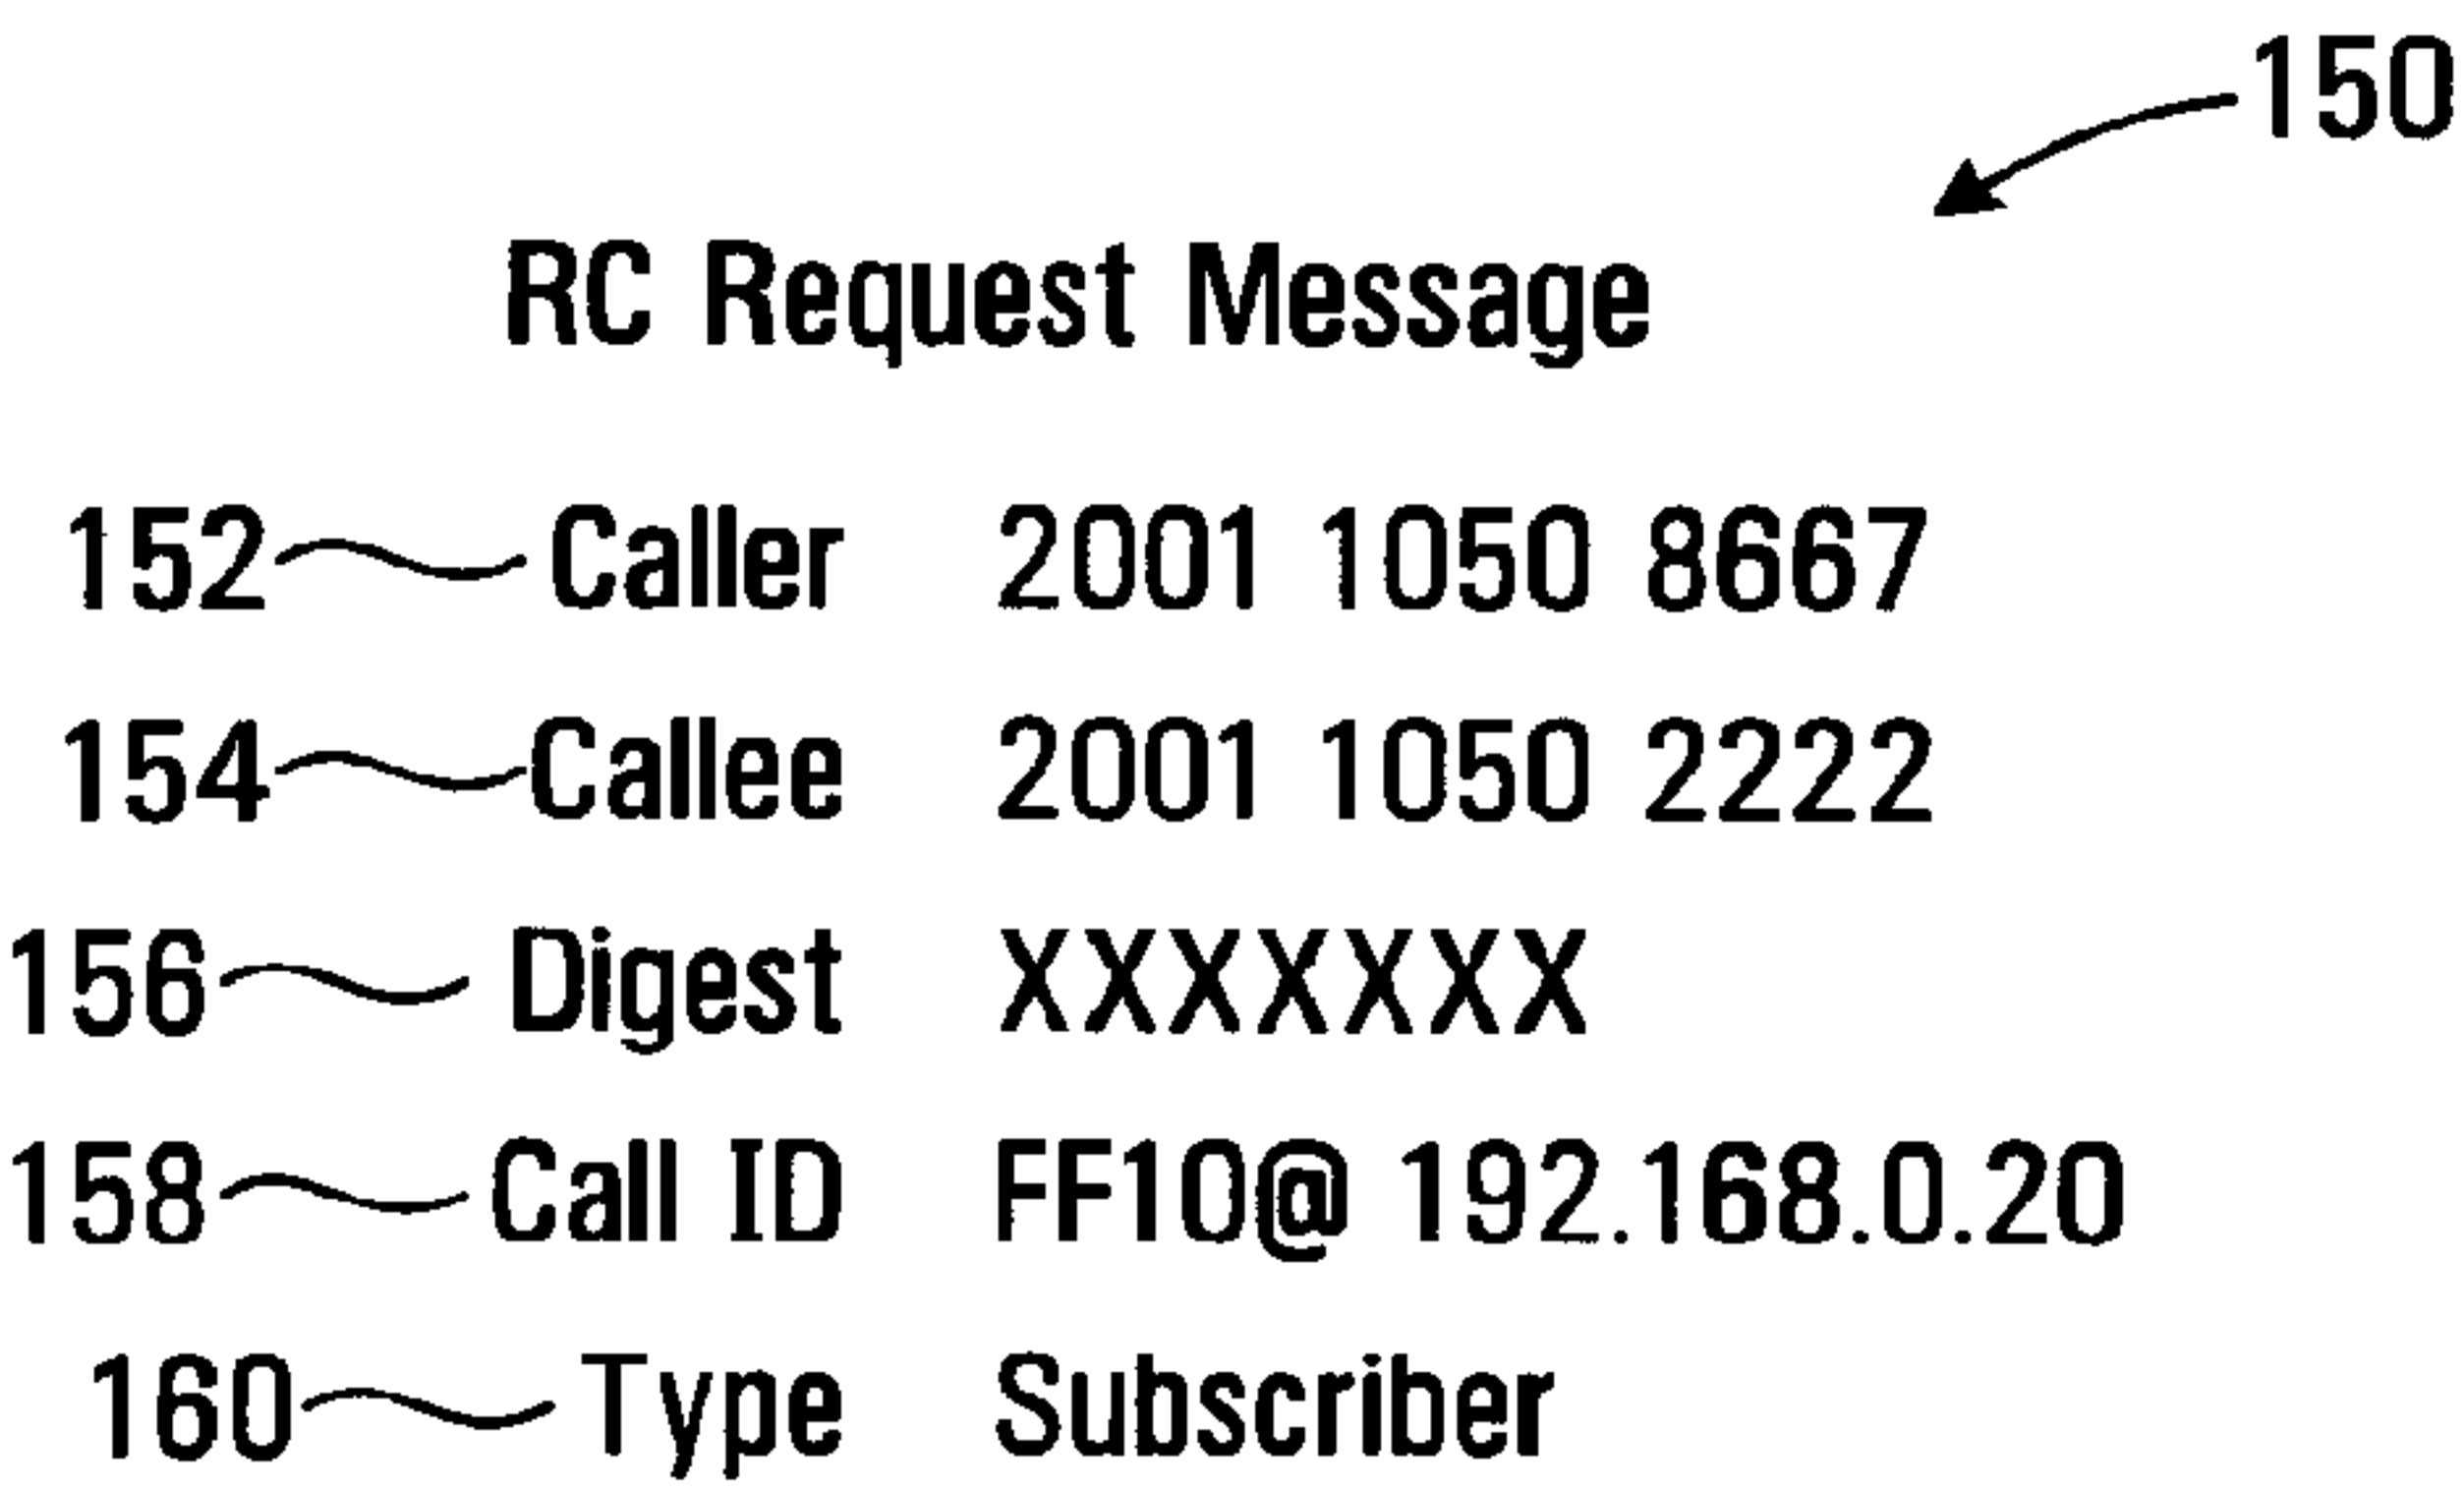 150
RC Request Message
152 Caller 2001 1050 8667
154 Callee 2001 1050 2222
156 Digest XXXXXXX
158 Call ID FF10@ 192.168.0.20
160 Type Subscriber